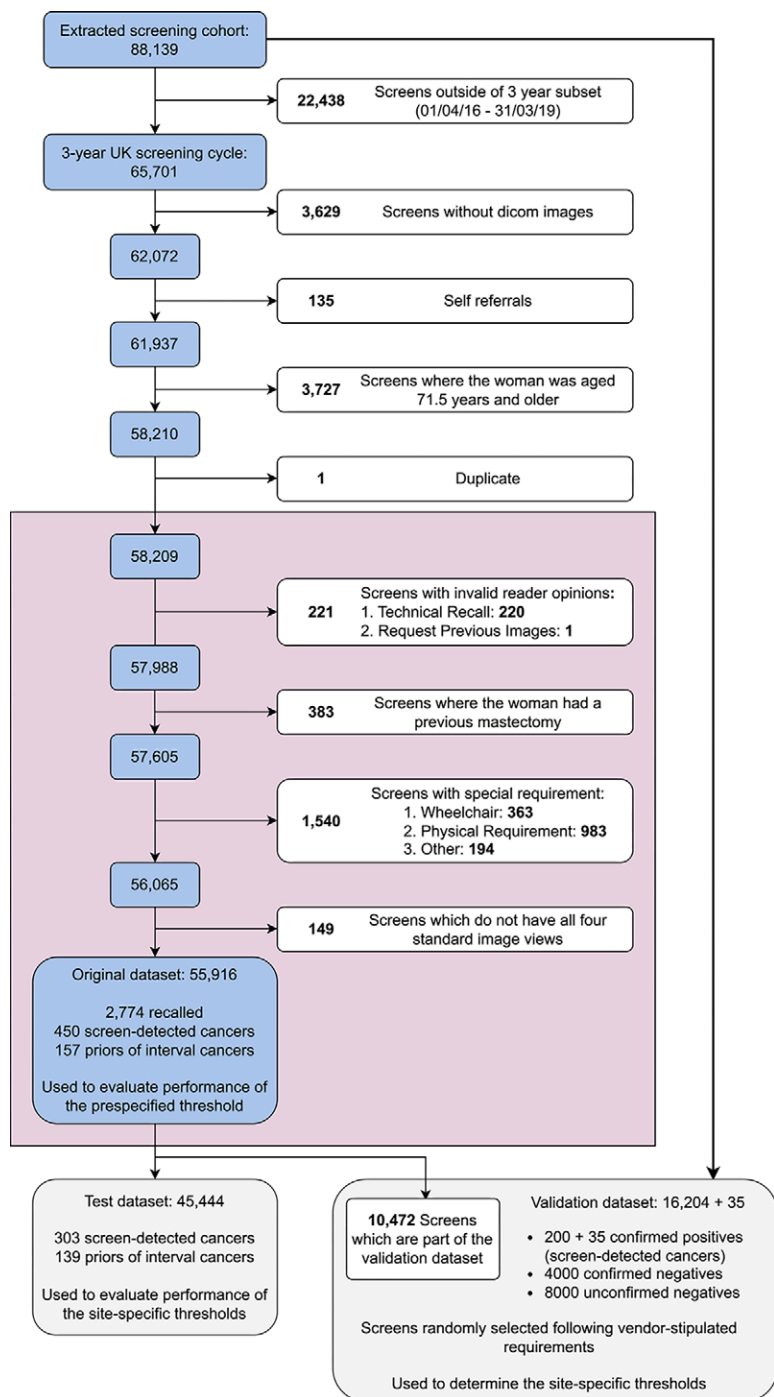 Extracted screening cohort:
88,139
22,438
Screens outside of 3 year subset
(01/04/16 - 31/03/19)
3-year UK screening cycle:
65,701
3,629
Screens without dicom images
62,072
135
Self referrals
61,937
3,727
Screens where the woman was aged
71.5 years and older
58,210
1
Duplicate
58,209
221
Screens with invalid reader opinions:
1. Technical Recall: 220
2. Request Previous Images: 1
57,988
383
Screens where the woman had a
previous mastectomy
57,605
1,540
Screens with special requirement:
1. Wheelchair: 363
2. Physical Requirement: 983
3. Other: 194
56,065
149
Screens which do not have all four
standard image views
Original dataset: 55,916
2,774 recalled
450 screen-detected cancers
157 priors of interval cancers
Used to evaluate performance of
the prespecified threshold
Test dataset: 45,444
303 screen-detected cancers
139 priors of interval cancers
Used to evaluate performance of
the site-specific thresholds
10,472 Screens
which are part of the
validation dataset
Validation dataset: 16,204 + 35
• 200 + 35 confirmed positives
(screen-detected cancers)
• 4000 confirmed negatives
• 8000 unconfirmed negatives
Screens randomly selected following vendor-stipulated
requirements
Used to determine the site-specific thresholds